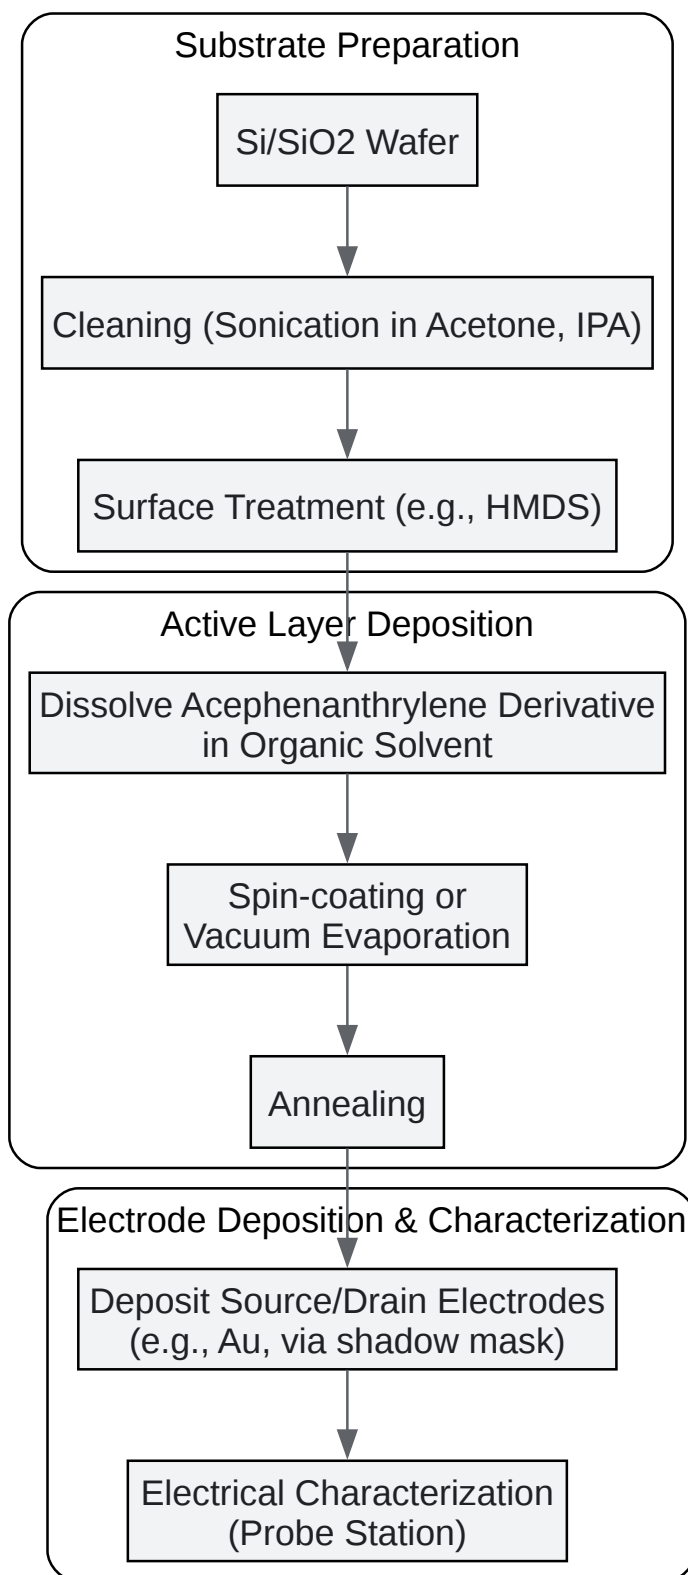 Substrate Preparation
Si/SiO2 Wafer
Cleaning (Sonication in Acetone, IPA)
Surface Treatment (e.g., HMDS)
Active Layer Deposition
Dissolve Acephenanthrylene Derivative
in Organic Solvent
Spin-coating or
Vacuum Evaporation
Annealing
Electrode Deposition & Characterization
Deposit Source/Drain Electrodes
(e.g., Au, via shadow mask)
Electrical Characterization
(Probe Station)